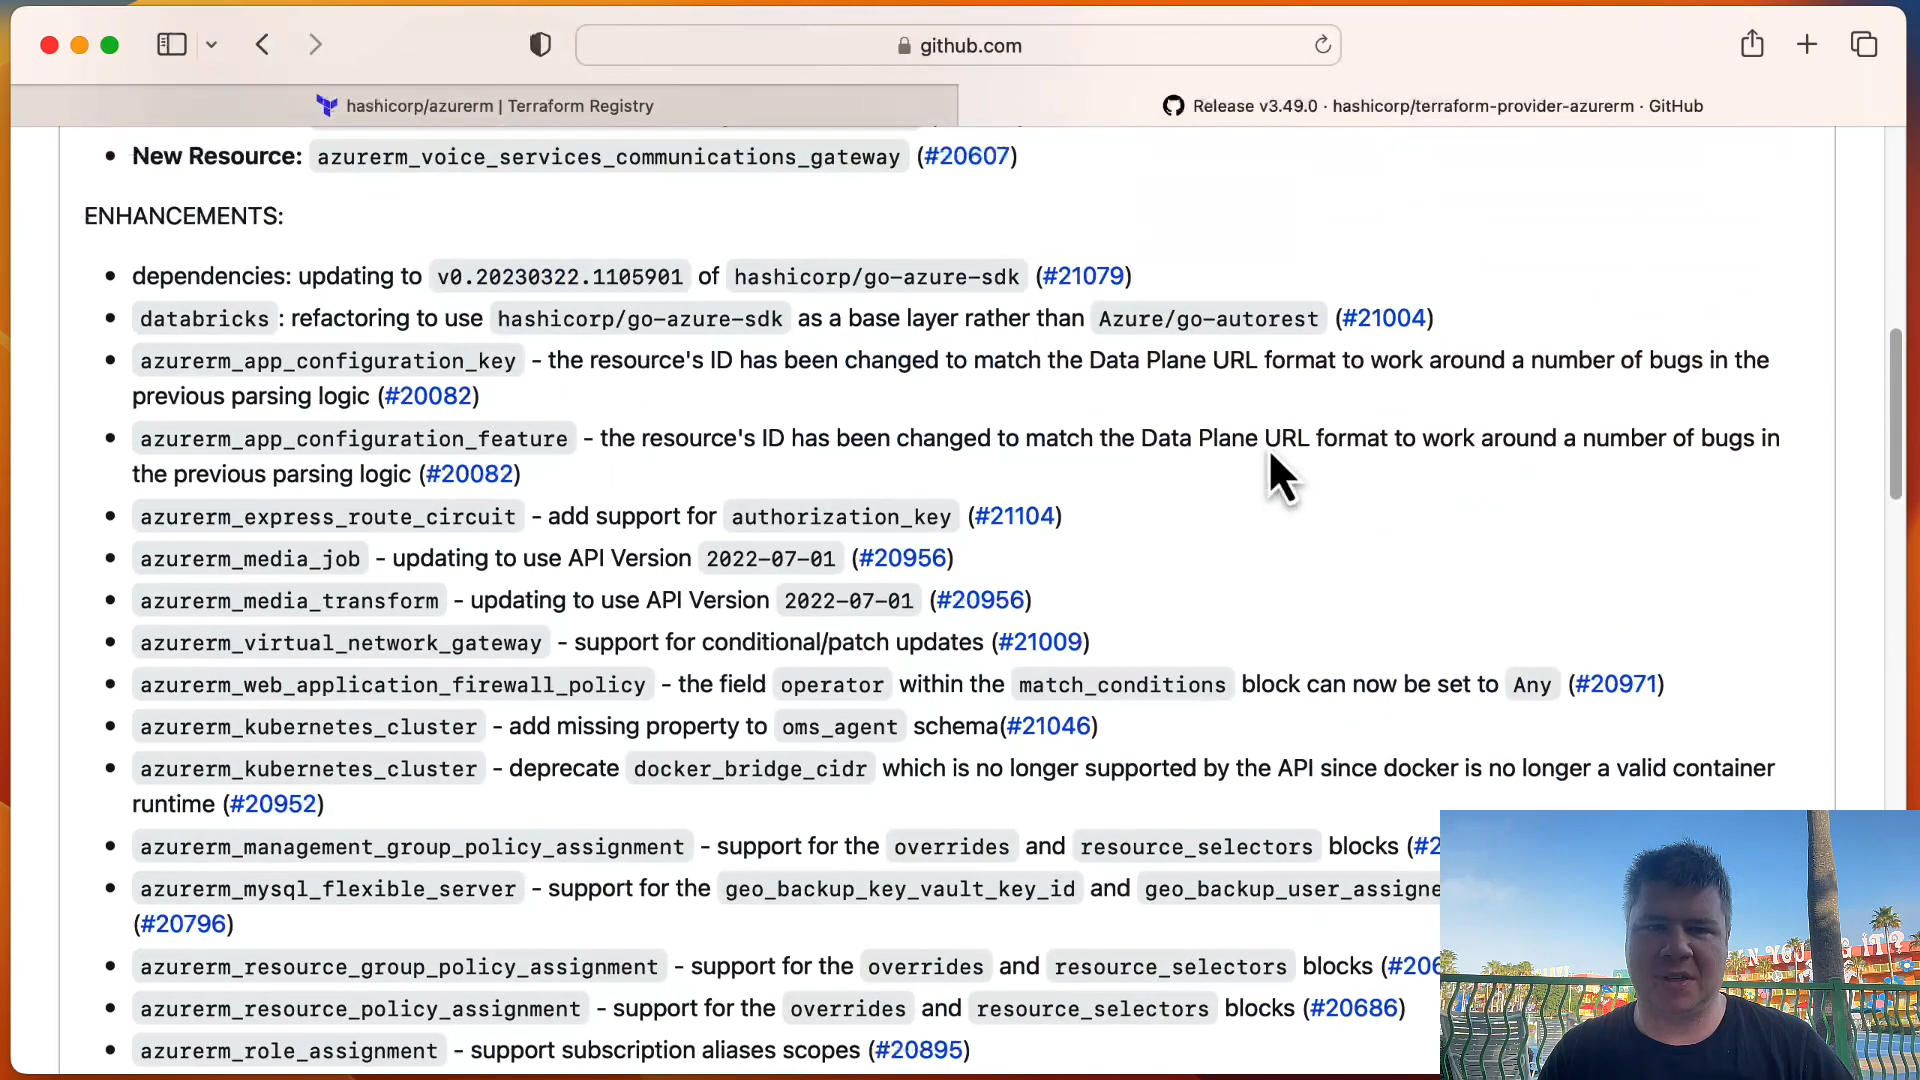 github.com
hashicorp/azurerm | Terraform Registry
Release v3.49.0 · hashicorp/terraform-provider-azurerm · GitHub
• New Resource: azurerm_voice_services_communications_gateway (#20607)
ENHANCEMENTS:
• dependencies: updating to v0.20230322.1105901 of hashicorp/go-azure-sdk (#21079)
• databricks : refactoring to use hashicorp/go-azure-sdk as a base layer rather than Azure/go-autorest (#21004)
• azurerm_app_configuration_key - the resource's ID has been changed to match the Data Plane URL format to work around a number of bugs in the
previous parsing logic (#20082)
• azurerm_app_configuration_feature - the resource's ID has been changed to match the Data Plane URL format to work around a number of bugs in
the previous parsing logic (#20082)
• azurerm_express_route_circuit - add support for authorization_key (#21104)
• azurerm_media_job - updating to use API Version 2022-07-01 (#20956)
• azurerm_media_transform - updating to use API Version 2022-07-01 (#20956)
• azurerm_virtual_network_gateway - support for conditional/patch updates (#21009)
• azurerm_web_application_firewall_policy - the field operator within the match_conditions block can now be set to Any (#20971)
• azurerm_kubernetes_cluster - add missing property to oms_agent schema(#21046)
• azurerm_kubernetes_cluster - deprecate docker_bridge_cidr which is no longer supported by the API since docker is no longer a valid container
runtime (#20952)
• azurerm_management_group_policy_assignment - support for the overrides and resource_selectors blocks (#2
• azurerm_mysql_flexible_server - support for the geo_backup_key_vault_key_id and geo_backup_user_assigne
(#20796)
• azurerm_resource_group_policy_assignment - support for the overrides and resource_selectors blocks (#206
• azurerm_resource_policy_assignment - support for the overrides and resource_selectors blocks (#20686)
• azurerm_role_assignment - support subscription aliases scopes (#20895)